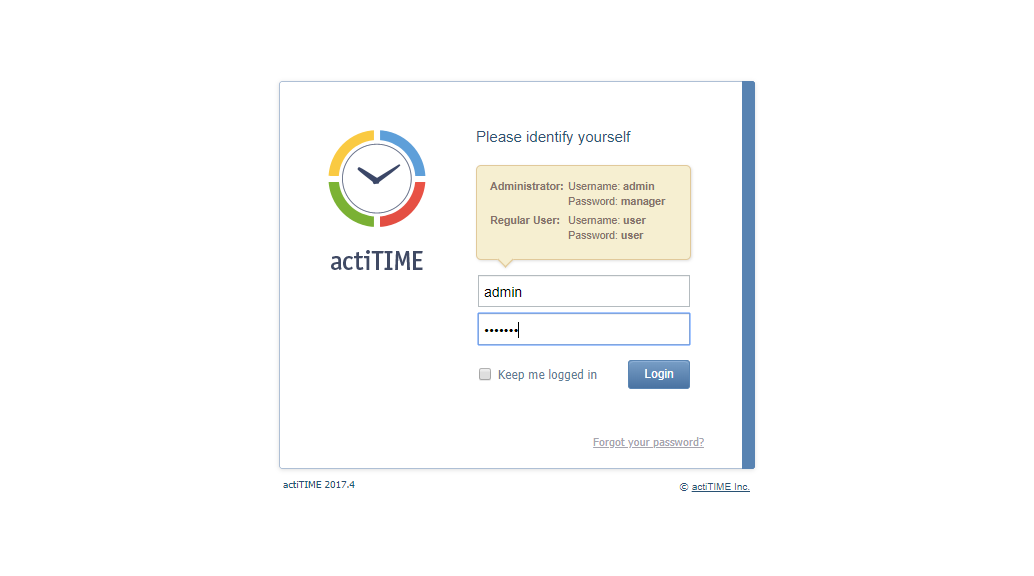 Please identify yourself
Administrator: Username: admin
Password: manager
Regular User: Username: user
Password: user
actiTIME
admin
•••••••
Keep me logged in
Login
Forgot your password?
actiTIME 2017.4
© actiTIME Inc.